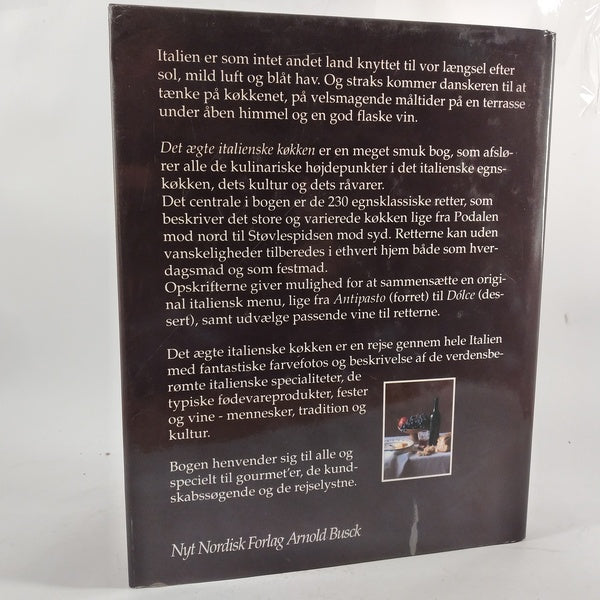 Italien er som intet andet land knyttet til vor længsel efter
sol, mild luft og blåt hav. Og straks kommer danskeren til at
tænke på køkkenet, på velsmagende måltider på en terrasse
under åben himmel og en god flaske vin.
Det ægte italienske køkken er en meget smuk bog, som afslø-
rer alle de kulinariske højdepunkter i det italienske egns-
køkken, dets kultur og dets råvarer.
Det centrale i bogen er de 230 egnsklassiske retter, som
beskriver det store og varierede køkken lige fra Podalen
mod nord til Støvlespidsen mod syd. Retterne kan uden
vanskeligheder tilberedes i ethvert hjem både som hver-
dagsmad og som festmad.
Opskrifterne giver mulighed for at sammensætte en origi-
nal italiensk menu, lige fra Antipasto (forret) til Dólce (des-
sert), samt udvælge passende vine til retterne.
Det ægte italienske køkken er en rejse gennem hele Italien
med fantastiske farvefotos og beskrivelse af de verdensbe-
rømte italienske specialiteter, de
typiske fødevareprodukter, fester
og vine - mennesker, tradition og
kultur.
Bogen henvender sig til alle og
specielt til gourmet'er, de kund-
skabssøgende og de rejselystne.
Nyt Nordisk Forlag Arnold Busck